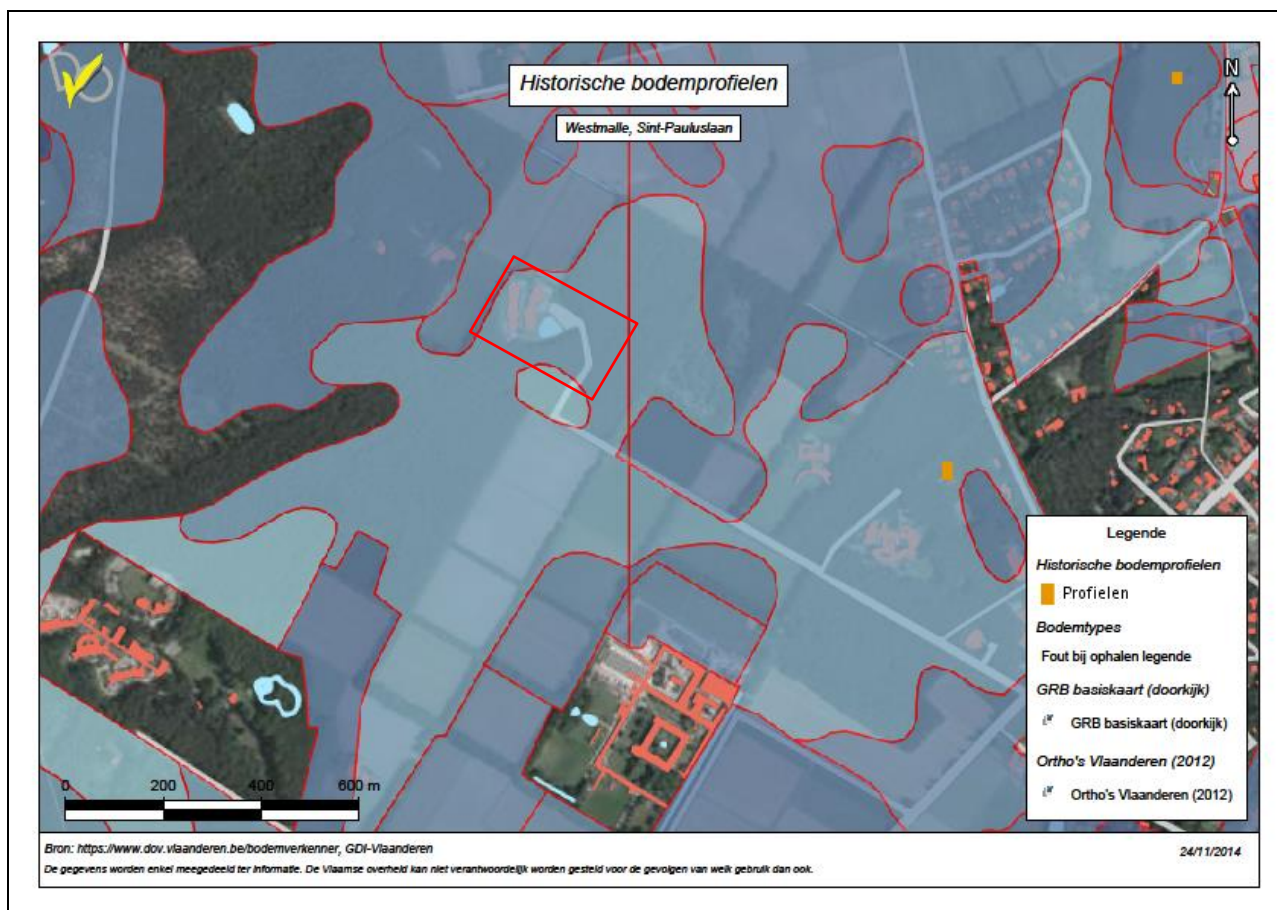 Historische bodemprofielen
Westmalle, Sint-Pauluslaan
N
Legende
Historische bodemprofielen
Profielen
Bodemtypes
Fout bij ophalen legende
GRB basiskaart (doorkijk)
GRB basiskaart (doorkijk)
Ortho's Vlaanderen (2012)
Ortho's Vlaanderen (2012)
0 200 400 600 m
Bron: https://www.dov.vlaanderen.be/bodemverkenner, GDI-Vlaanderen
24/11/2014
De gegevens worden enkel meegedeeld ter informatie. De Vlaamse overheid kan niet verantwoordelijk worden gesteld voor de gevolgen van welk gebruik dan ook.